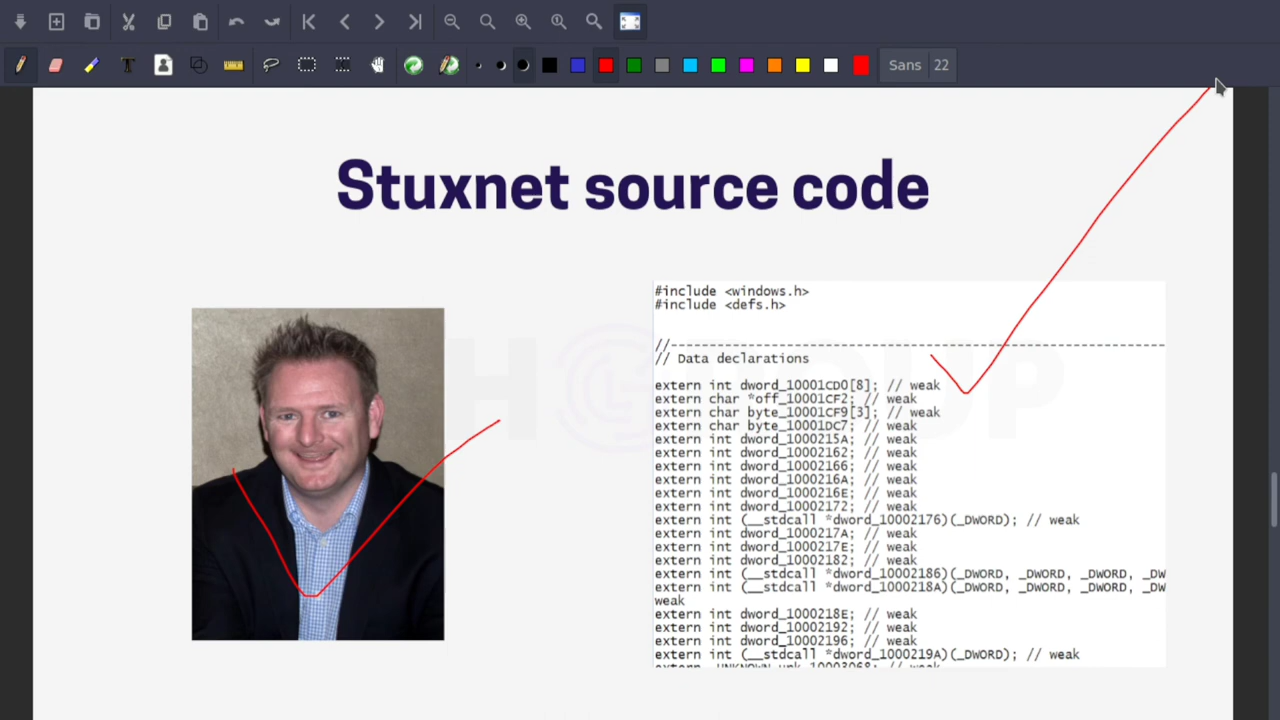 Sans 22
Stuxnet source code
#include <windows.h>
#include <defs.h>
//-------------------------------------------------------------------
// Data declarations
extern int dword_10001CD0[8]; // weak
extern char *off_10001CF2; // weak
extern char byte_10001CF9[3]; // weak
extern char byte_10001DC7; // weak
extern int dword_1000215A; // weak
extern int dword_10002162; // weak
extern int dword_10002166; // weak
extern int dword_1000216A; // weak
extern int dword_1000216E; // weak
extern int dword_10002172; // weak
extern int (__stdcall *dword_10002176)(_DWORD); // weak
extern int dword_1000217A; // weak
extern int dword_1000217E; // weak
extern int dword_10002182; // weak
extern int (__stdcall *dword_10002186)(_DWORD, _DWORD, _DWORD, _DW
extern int (__stdcall *dword_1000218A)(_DWORD, _DWORD, _DWORD, _DW
weak
extern int dword_1000218E; // weak
extern int dword_10002192; // weak
extern int dword_10002196; // weak
extern int (__stdcall *dword_1000219A)(_DWORD); // weak